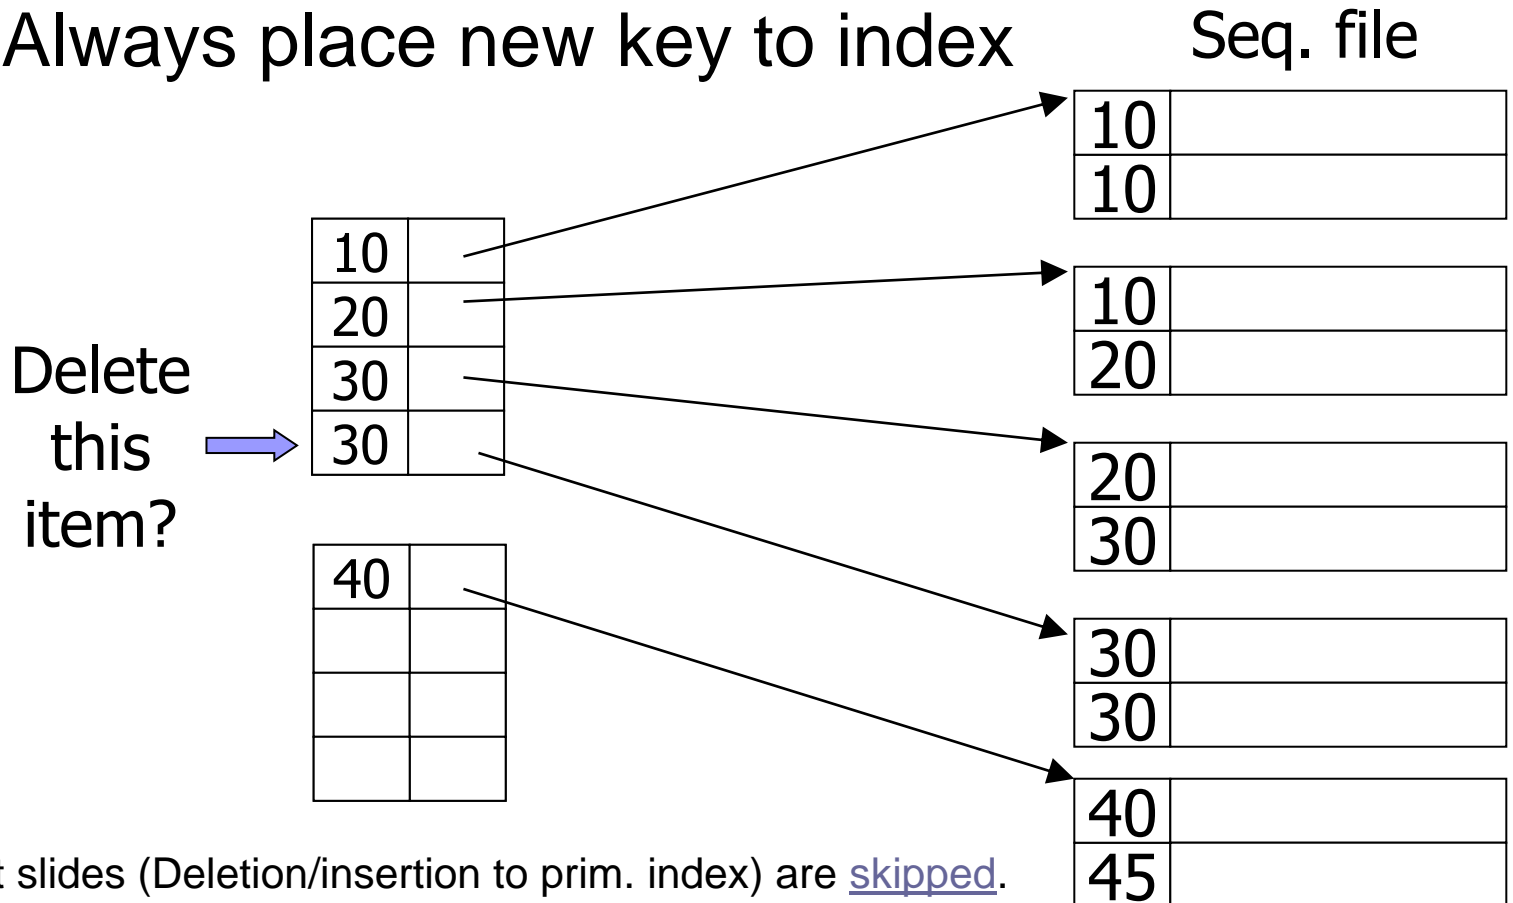 Always place new key to index
Seq. file
10
10
10
20
30
30
Delete
this
item?
40
10
20
20
30
30
30
40
45
slides (Deletion/insertion to prim. index) are skipped.